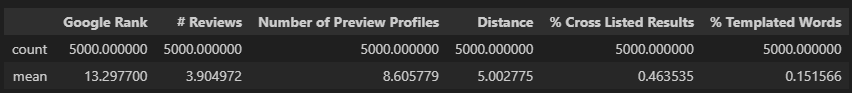 Google Rank # Reviews Number of Preview Profiles Distance % Cross Listed Results % Templated Words
count 5000.000000 5000.000000 5000.000000 5000.000000 5000.000000 5000.000000
mean 13.297700 3.904972 8.605779 5.002775 0.463535 0.151566